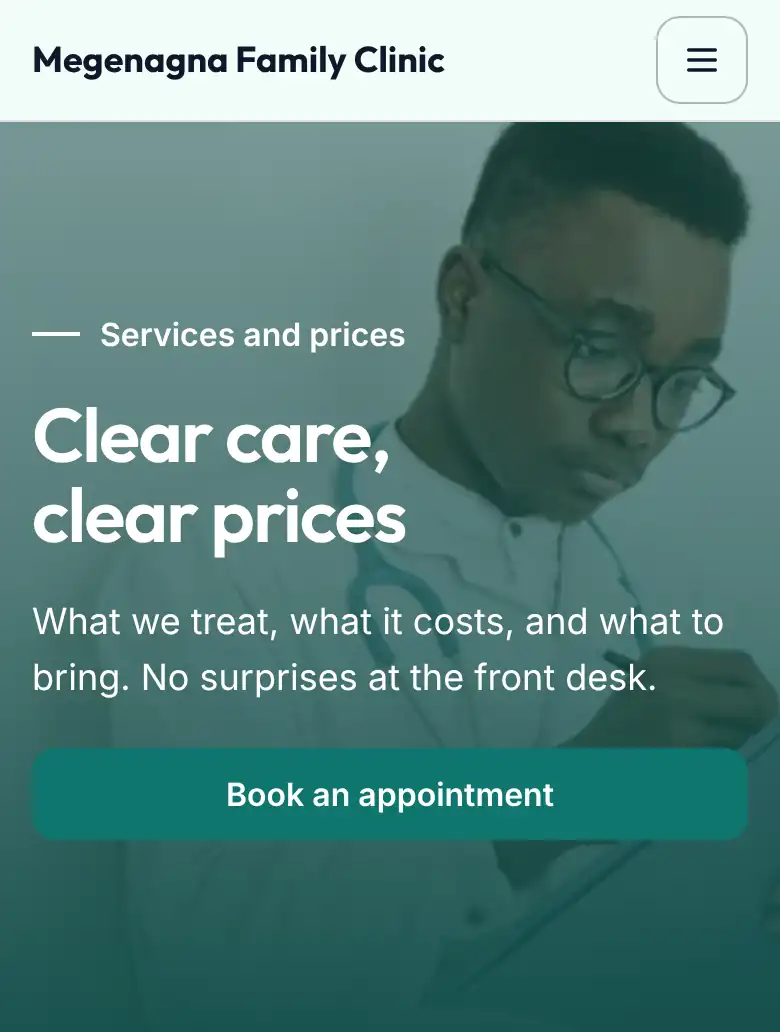 Megenagna Family Clinic
Services and prices
Clear care,
clear prices
What we treat, what it costs, and what to
bring. No surprises at the front desk.
Book an appointment